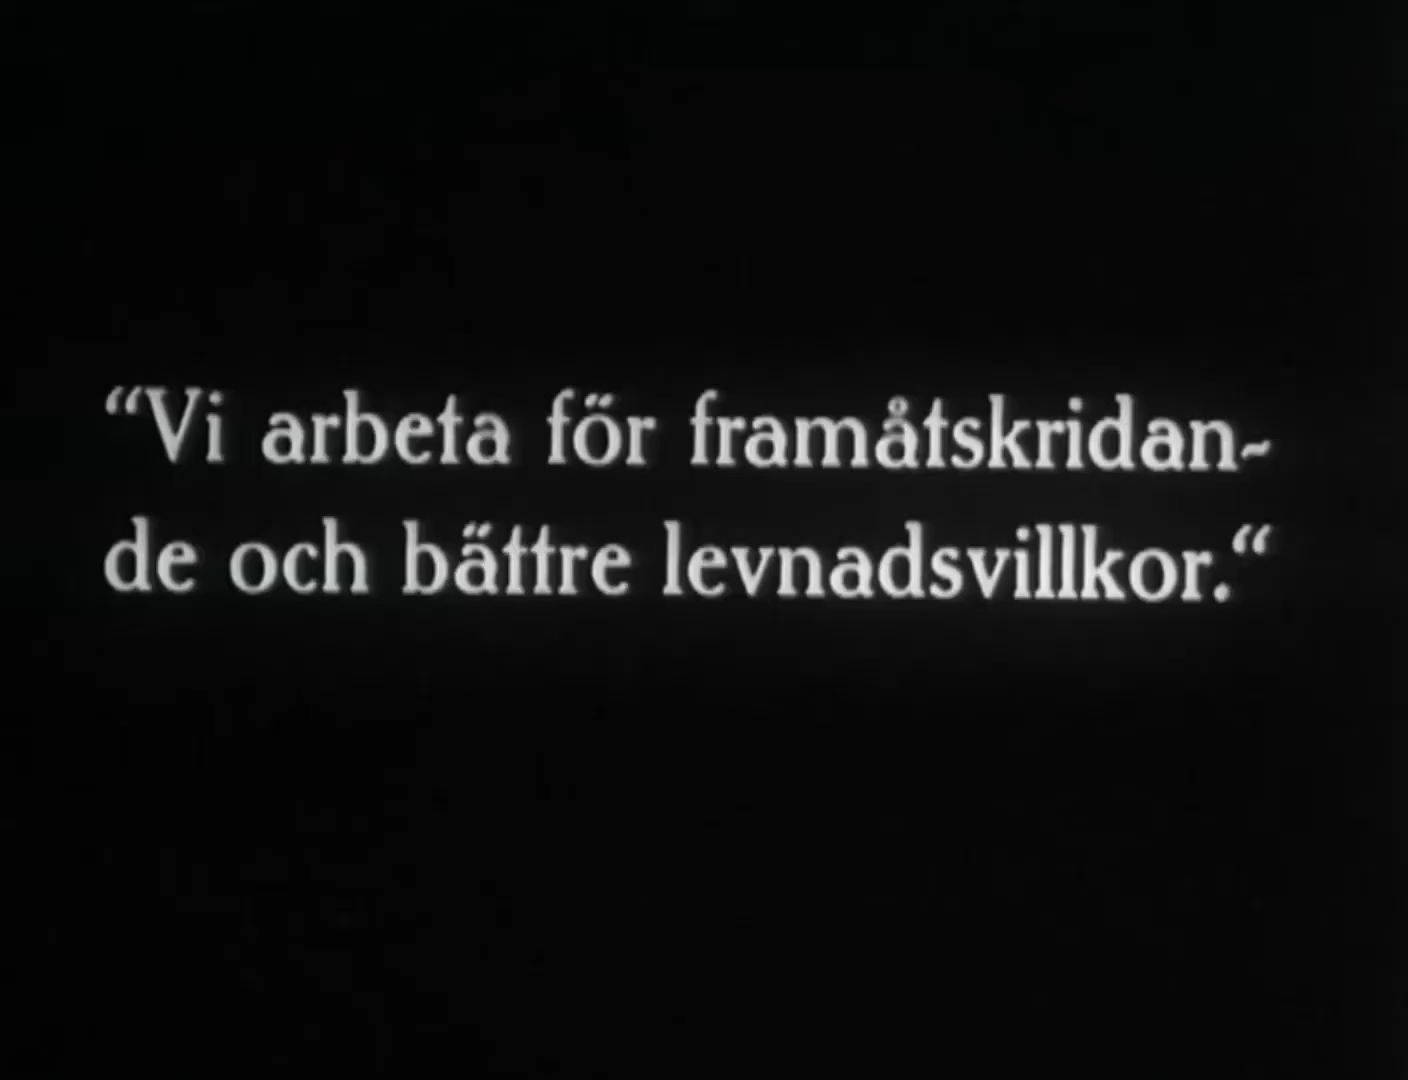 “Vi arbeta för framåtskridan-
de och bättre levnadsvillkor.“